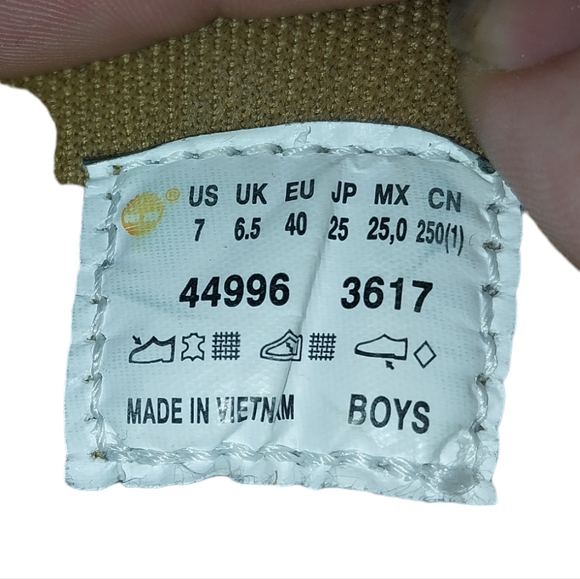 ® US UK EU JP MX CN
7 6.5 40 25 25,0 250(1)
44996 3617
MADE IN VIETNAM BOYS